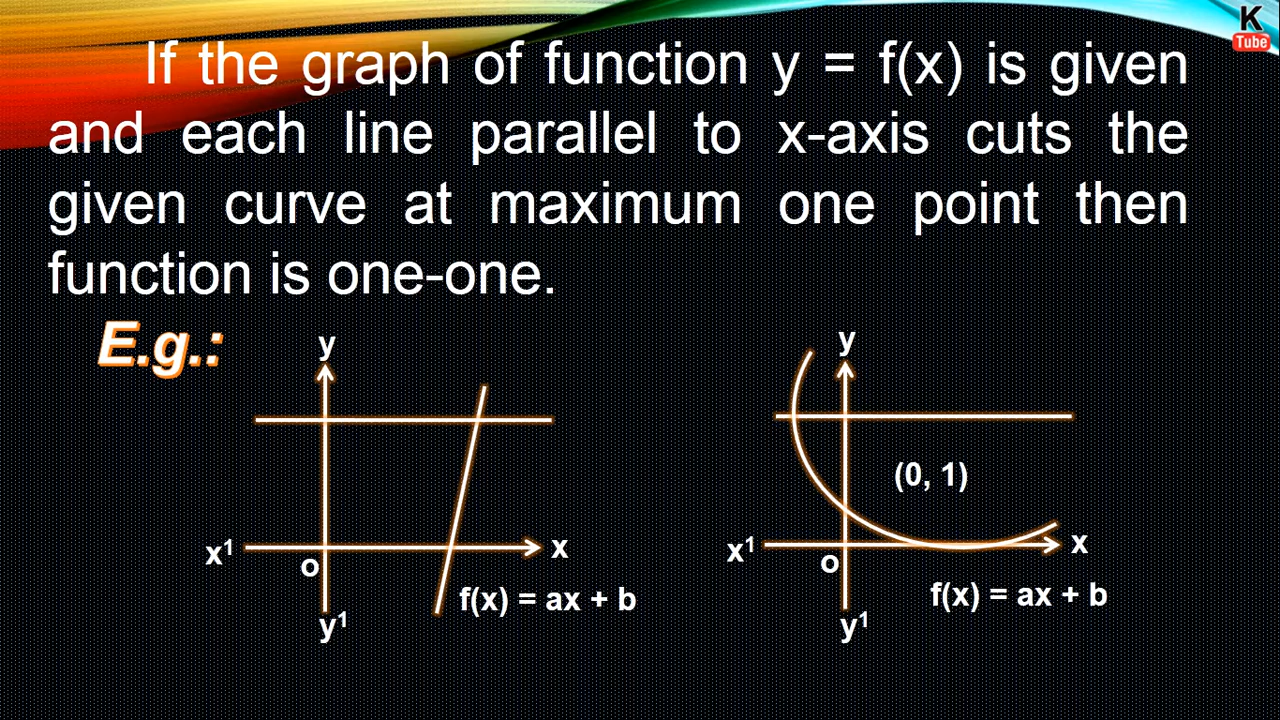 K
Tube
If the graph of function y = f(x) is given
and each line parallel to x-axis cuts the
given curve at maximum one point then
function is one-one.
E.g.:
y
x¹
o
x
y¹
f(x) = ax + b
y
(0, 1)
x¹
o
x
y¹
f(x) = ax + b